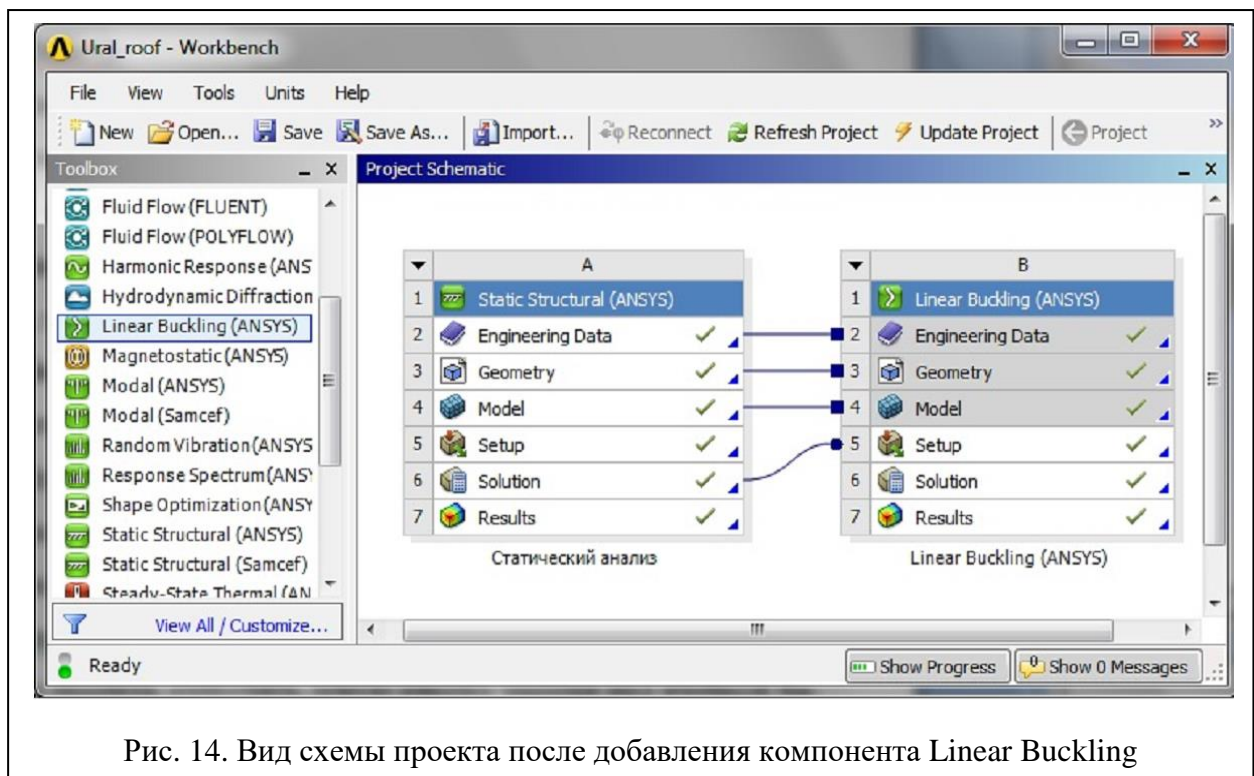 Ural_roof - Workbench
File View Tools Units Help
New Open... Save Save As... Import... Reconnect Refresh Project Update Project Project »
Toolbox
Fluid Flow (FLUENT)
Fluid Flow (POLYFLOW)
Harmonic Response (ANS
Hydrodynamic Diffraction
Linear Buckling (ANSYS)
Magnetostatic (ANSYS)
Modal (ANSYS)
Modal (Samcef)
Random Vibration (ANSYS
Response Spectrum (ANSY
Shape Optimization (ANSY
Static Structural (ANSYS)
Static Structural (Samcef)
Steady-State Thermal (AN
View All / Customize...
Project Schematic
A
1 Static Structural (ANSYS)
2 Engineering Data
3 Geometry
4 Model
5 Setup
6 Solution
7 Results
Статический анализ
B
1 Linear Buckling (ANSYS)
2 Engineering Data
3 Geometry
4 Model
5 Setup
6 Solution
7 Results
Linear Buckling (ANSYS)
Ready
Show Progress
0 Show 0 Messages
Рис. 14. Вид схемы проекта после добавления компонента Linear Buckling